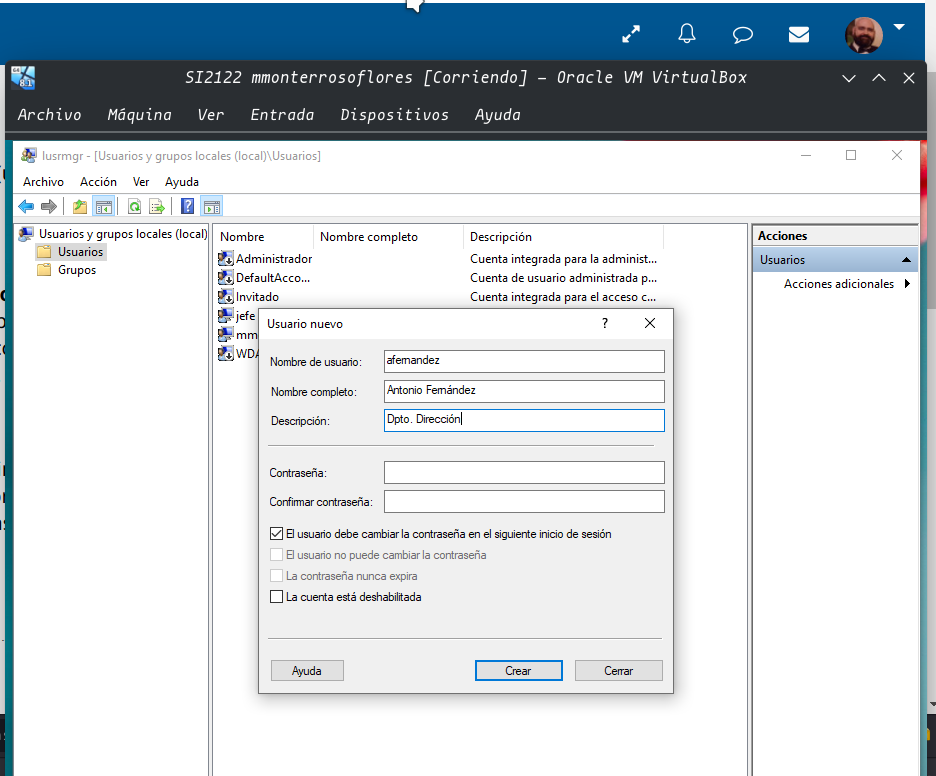 SI2122 mmonterrosoflores [Corriendo] – Oracle VM VirtualBox
Archivo Máquina Ver Entrada Dispositivos Ayuda
lusrmgr - [Usuarios y grupos locales (local)\Usuarios]
Archivo Acción Ver Ayuda
Usuarios y grupos locales (local)
Usuarios
Grupos
Nombre Nombre completo Descripción
Administrador Cuenta integrada para la administ...
DefaultAcco... Cuenta de usuario administrada p...
Invitado Cuenta integrada para el acceso c...
jefe
mm
WDA
Acciones
Usuarios
Acciones adicionales
Usuario nuevo ?
Nombre de usuario: afernandez
Nombre completo: Antonio Fernández
Descripción: Dpto. Dirección
Contraseña:
Confirmar contraseña:
El usuario debe cambiar la contraseña en el siguiente inicio de sesión
El usuario no puede cambiar la contraseña
La contraseña nunca expira
La cuenta está deshabilitada
Ayuda Crear Cerrar